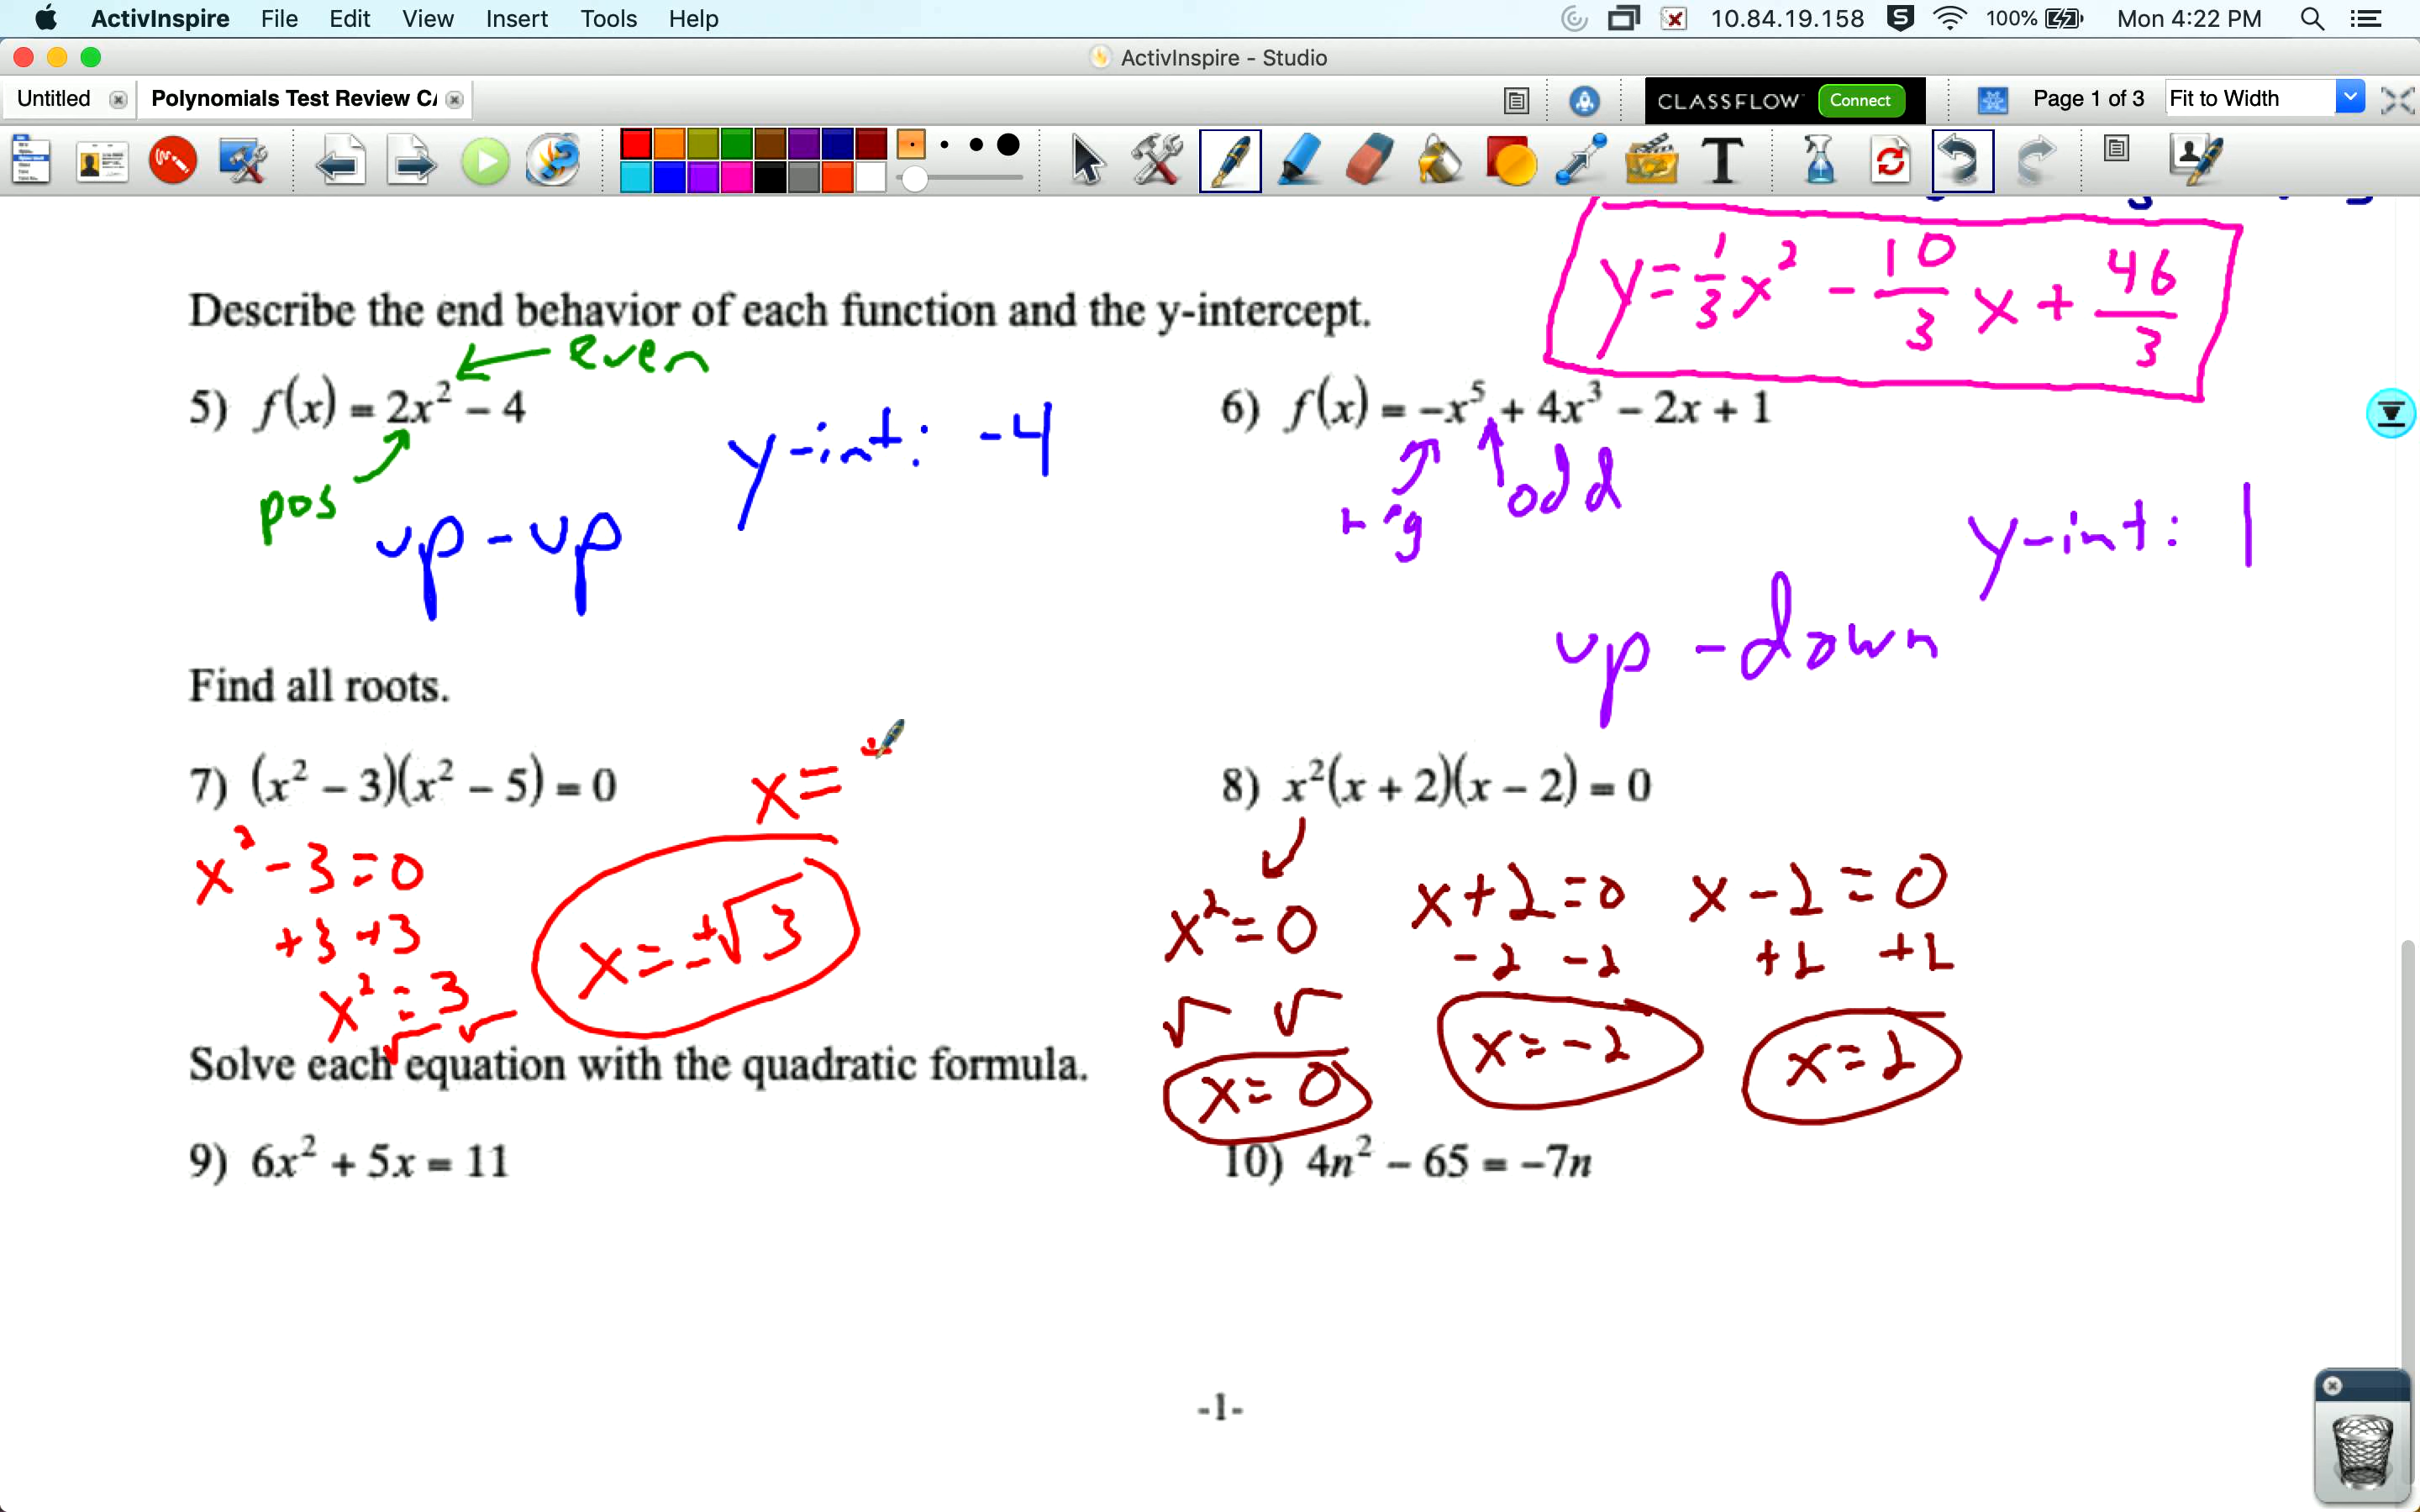 ActivInspire File Edit View Insert Tools Help 10.84.19.158 100% Mon 4:22 PM
ActivInspire - Studio
Untitled Polynomials Test Review C
CLASSFLOW Connect Page 1 of 3 Fit to Width
y = 1/3 x² - 10/3 x + 46/3
Describe the end behavior of each function and the y-intercept.
even
5) f(x) = 2x² – 4
pos
y-int: -4
up - up
6) f(x) = –x⁵ + 4x³ – 2x + 1
odd
y-int: 1
up - down
Find all roots.
7) (x² – 3)(x² – 5) = 0
x =
x² - 3 = 0
+3 +3
x² = 3
√ √
x = ±√3
8) x²(x + 2)(x – 2) = 0
x² = 0
√ √
x = 0
x + 2 = 0
-2 -2
x = -2
x - 2 = 0
+2 +2
x = 2
Solve each equation with the quadratic formula.
9) 6x² + 5x = 11
10) 4n² – 65 = –7n
-1-